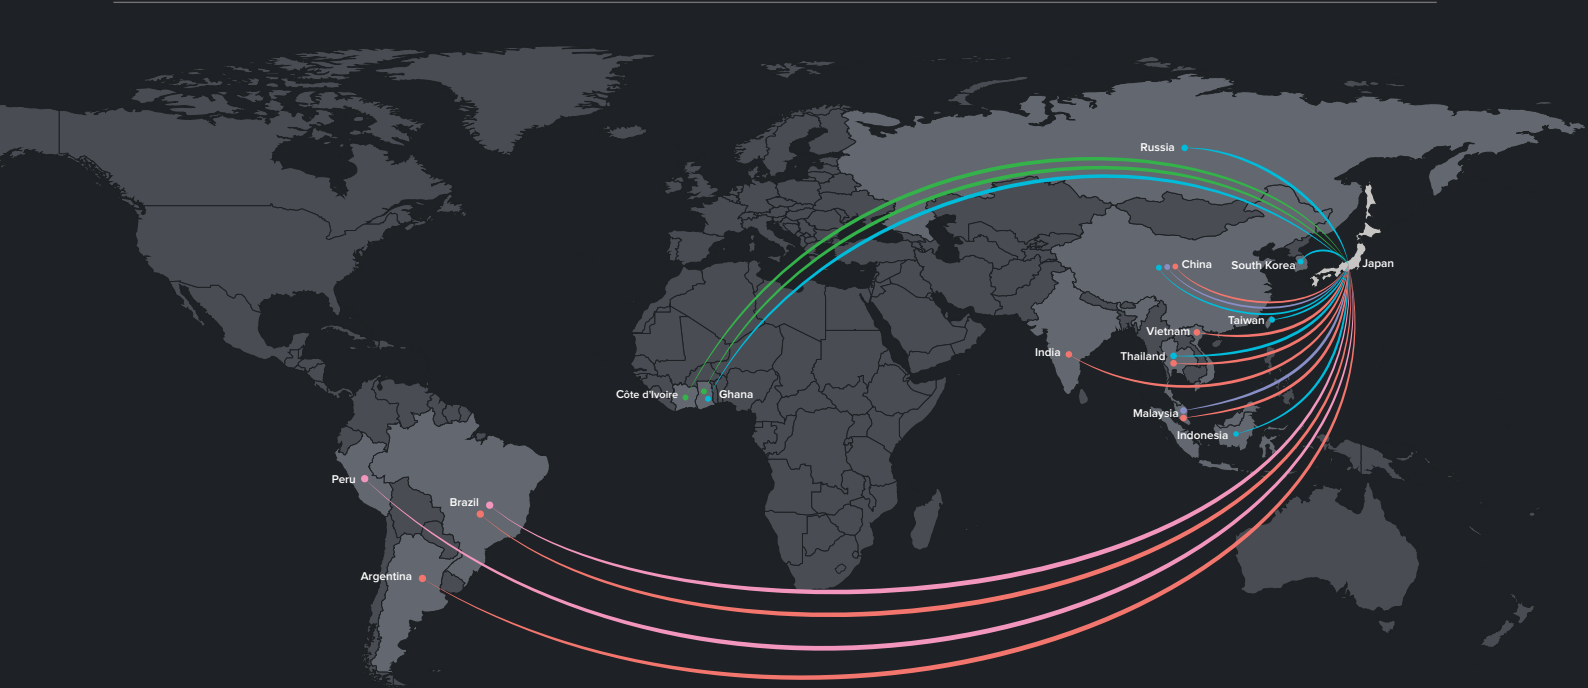 Russia
China
South Korea
Japan
Taiwan
Vietnam
India
Thailand
Côte d'Ivoire
Ghana
Malaysia
Indonesia
Peru
Brazil
Argentina